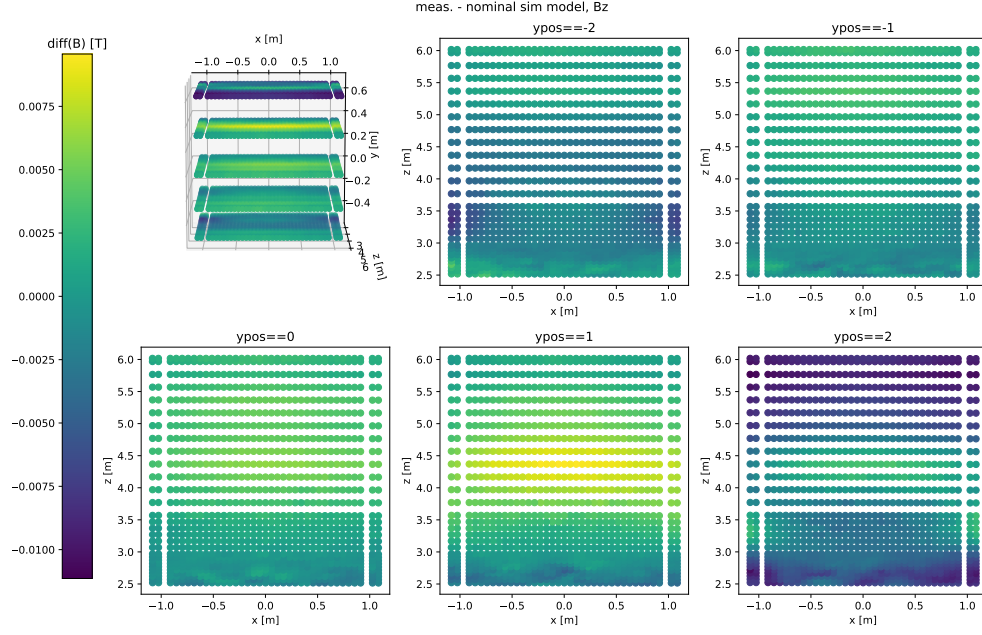 meas. - nominal sim model, Bz
diff(B) [T]
0.0075
0.0050
0.0025
0.0000
−0.0025
−0.0050
−0.0075
−0.0100
x [m]
−1.0 −0.5 0.0 0.5 1.0
0.6
0.4
0.2
0.0
−0.2
−0.4
y [m]
z [m]
ypos==-2
6.0
5.5
5.0
4.5
4.0
3.5
3.0
2.5
z [m]
−1.0 −0.5 0.0 0.5 1.0
x [m]
ypos==-1
6.0
5.5
5.0
4.5
4.0
3.5
3.0
2.5
z [m]
−1.0 −0.5 0.0 0.5 1.0
x [m]
ypos==0
6.0
5.5
5.0
4.5
4.0
3.5
3.0
2.5
z [m]
−1.0 −0.5 0.0 0.5 1.0
x [m]
ypos==1
6.0
5.5
5.0
4.5
4.0
3.5
3.0
2.5
z [m]
−1.0 −0.5 0.0 0.5 1.0
x [m]
ypos==2
6.0
5.5
5.0
4.5
4.0
3.5
3.0
2.5
z [m]
−1.0 −0.5 0.0 0.5 1.0
x [m]